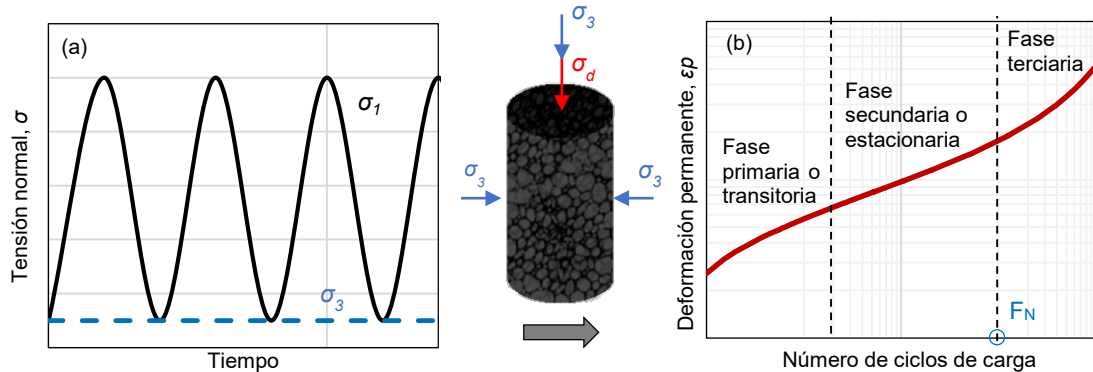 (a)
Tensión normal, σ
σ1
σ3
Tiempo
σ3
σd
σ3
σ3
(b)
Deformación permanente, εp
Fase
primaria o
transitoria
Fase
secundaria o
estacionaria
Fase
terciaria
FN
Número de ciclos de carga